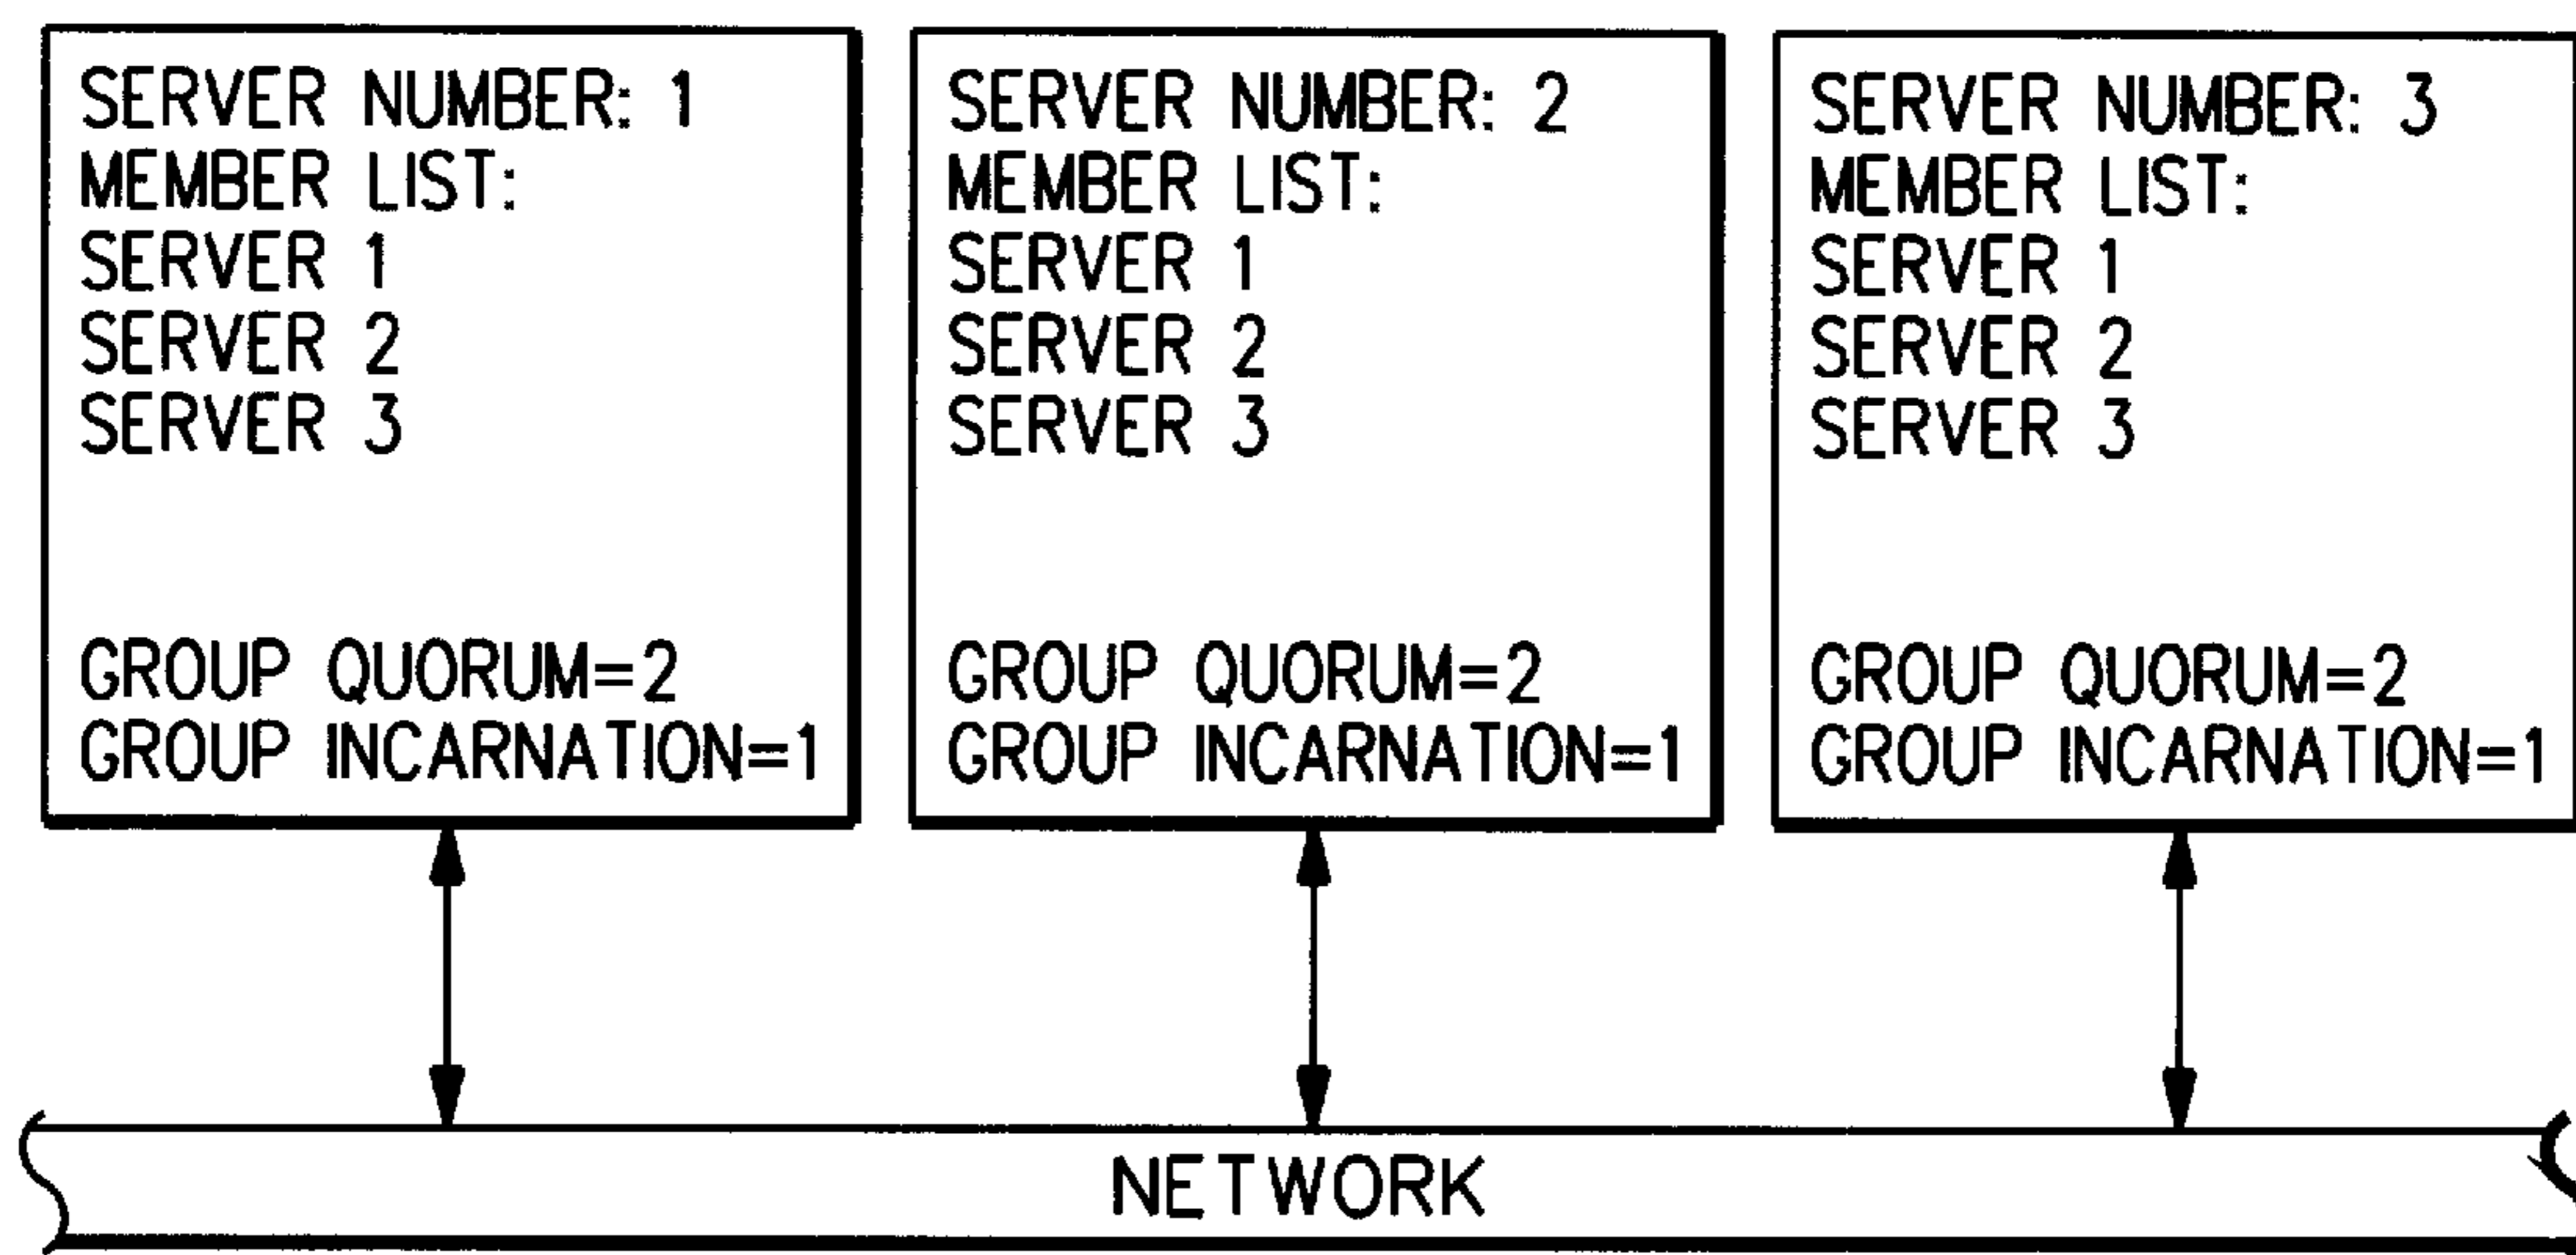 SERVER NUMBER: 1
MEMBER LIST:
SERVER 1
SERVER 2
SERVER 3
GROUP QUORUM=2
GROUP INCARNATION=1
SERVER NUMBER: 2
MEMBER LIST:
SERVER 1
SERVER 2
SERVER 3
GROUP QUORUM=2
GROUP INCARNATION=1
SERVER NUMBER: 3
MEMBER LIST:
SERVER 1
SERVER 2
SERVER 3
GROUP QUORUM=2
GROUP INCARNATION=1
NETWORK